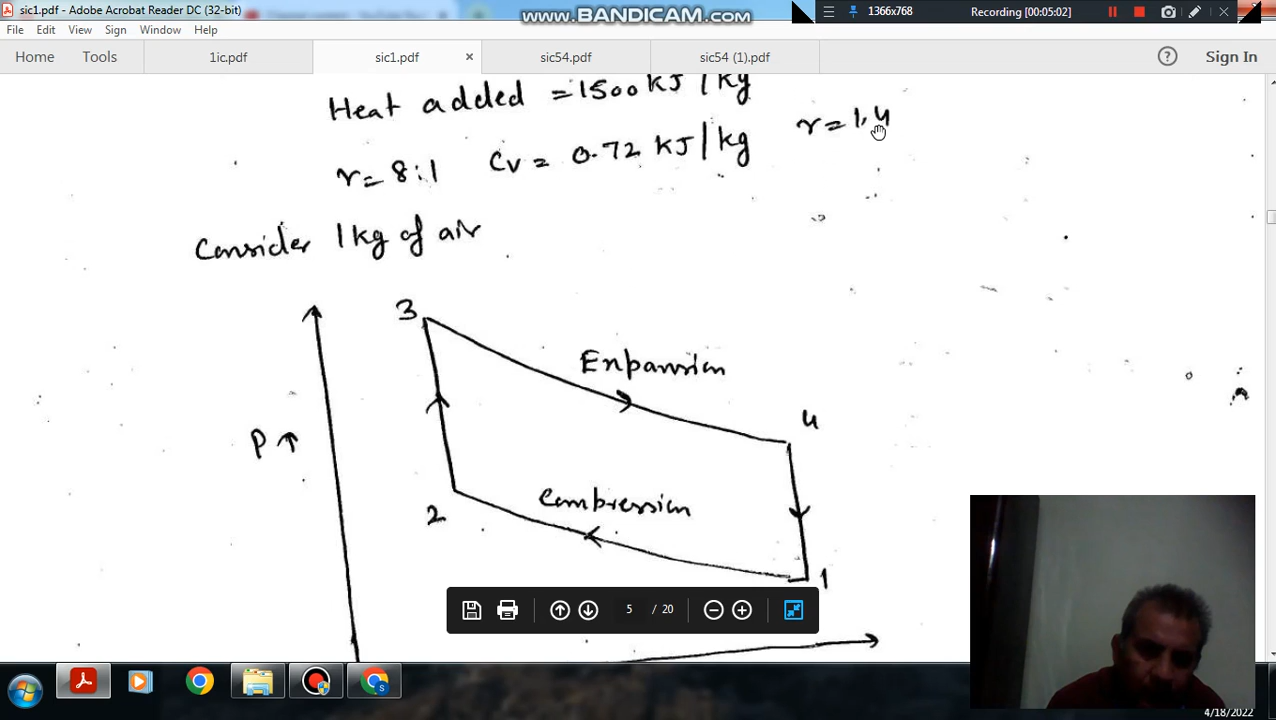 sic1.pdf - Adobe Acrobat Reader DC (32-bit)
www.BANDICAM.com
1366x768
Recording [00:05:02]
File Edit View Sign Window Help
Home Tools 1ic.pdf sic1.pdf × sic54.pdf sic54 (1).pdf Sign In
Heat added = 1500 KJ/kg
r = 8:1 Cv = 0.72 KJ/kg r = 1.4
Consider 1kg of air
3
Expansion
4
P ↑
Compression
2
1
5 / 20
4/18/2022